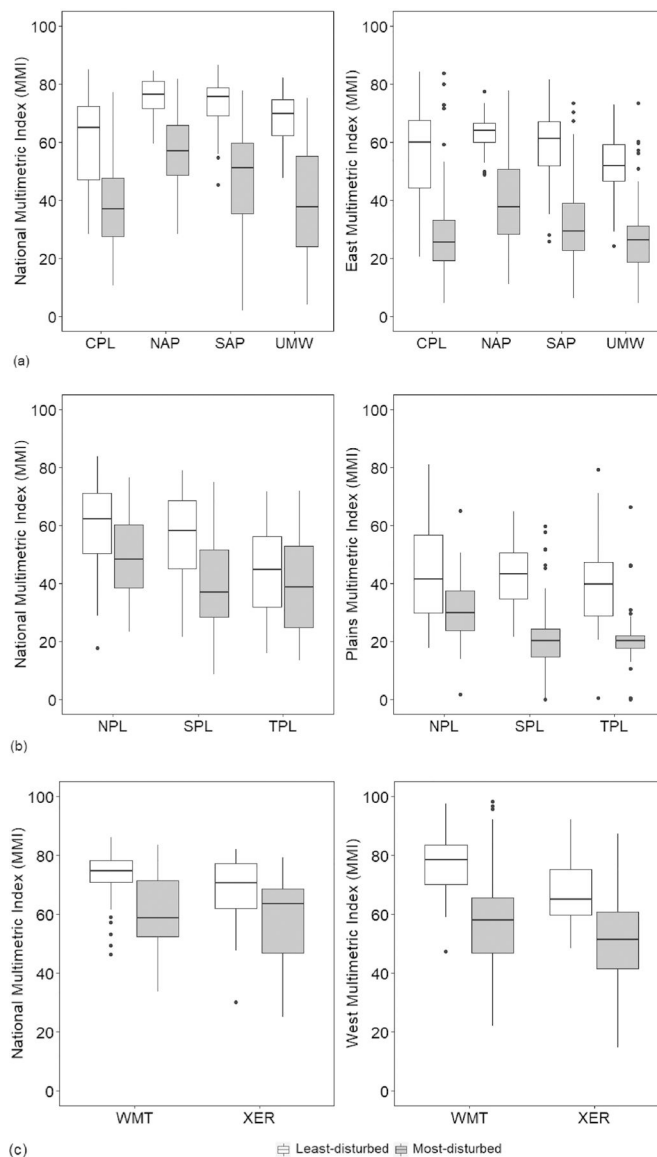 National Multimetric Index (MMI)
100
80
60
40
20
0
CPL NAP SAP UMW
East Multimetric Index (MMI)
100
80
60
40
20
0
CPL NAP SAP UMW
(a)
National Multimetric Index (MMI)
100
80
60
40
20
0
NPL SPL TPL
Plains Multimetric Index (MMI)
100
80
60
40
20
0
NPL SPL TPL
(b)
National Multimetric Index (MMI)
100
80
60
40
20
0
WMT XER
West Multimetric Index (MMI)
100
80
60
40
20
0
WMT XER
(c)
Least-disturbed Most-disturbed